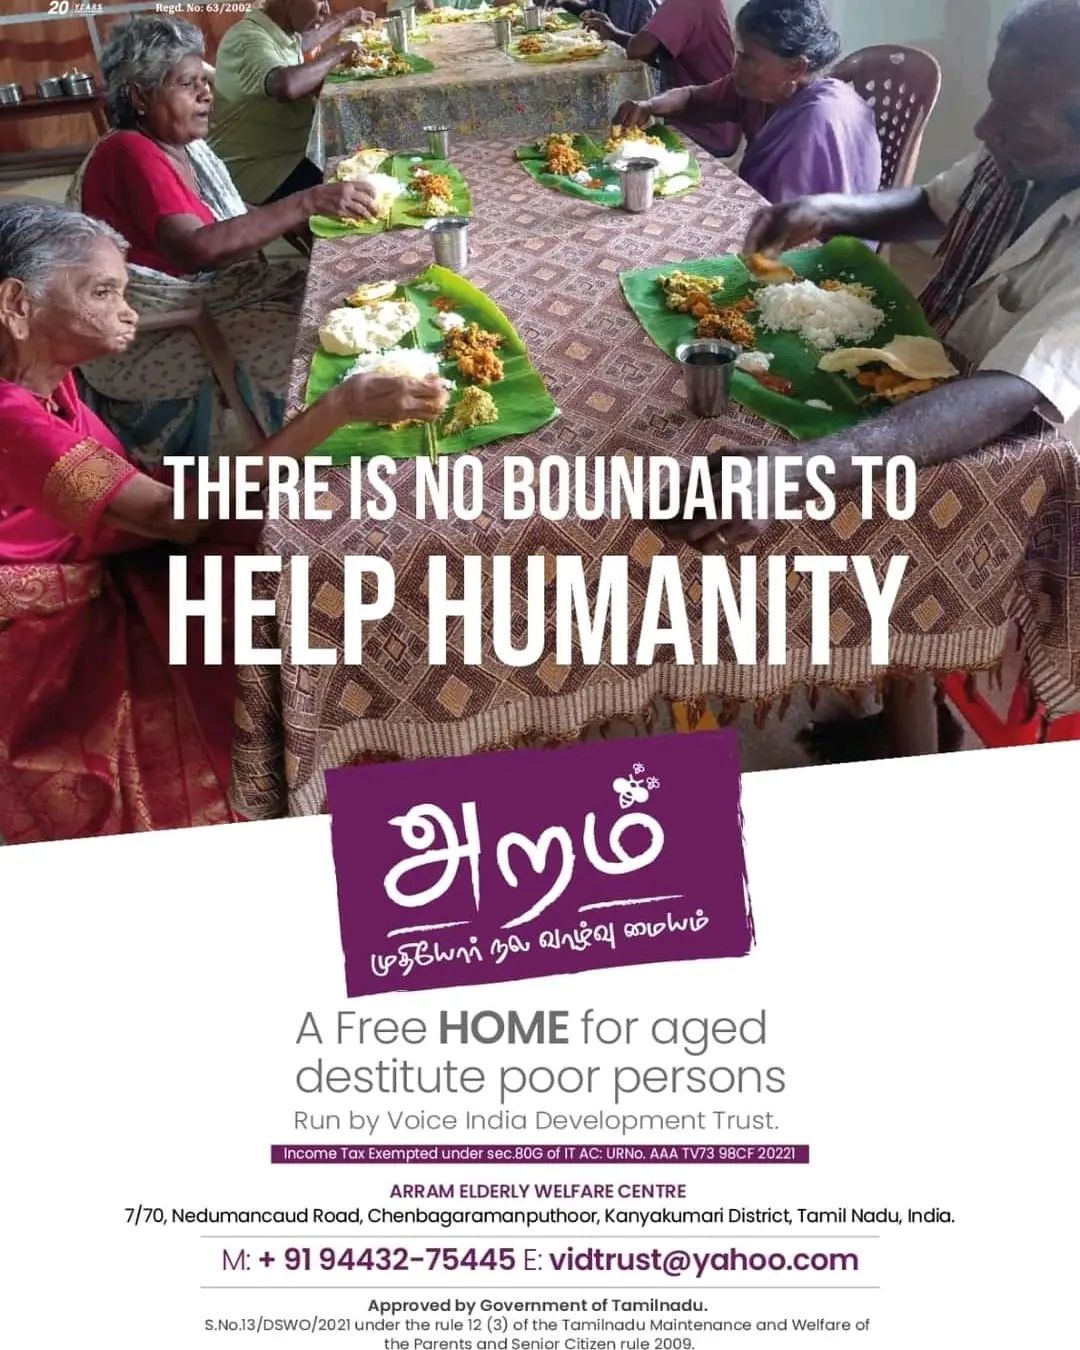 20 YEARS
Regd. No: 63/2002
THERE IS NO BOUNDARIES TO
HELP HUMANITY
அறம்
முதியோர் நல வாழ்வு மையம்
A Free HOME for aged
destitute poor persons
Run by Voice India Development Trust.
Income Tax Exempted under sec.80G of IT AC: URNo. AAA TV73 98CF 20221
ARRAM ELDERLY WELFARE CENTRE
7/70, Nedumancaud Road, Chenbagaramanputhoor, Kanyakumari District, Tamil Nadu, India.
M: + 91 94432-75445 E: vidtrust@yahoo.com
Approved by Government of Tamilnadu.
S.No.13/DSWO/2021 under the rule 12 (3) of the Tamilnadu Maintenance and Welfare of
the Parents and Senior Citizen rule 2009.